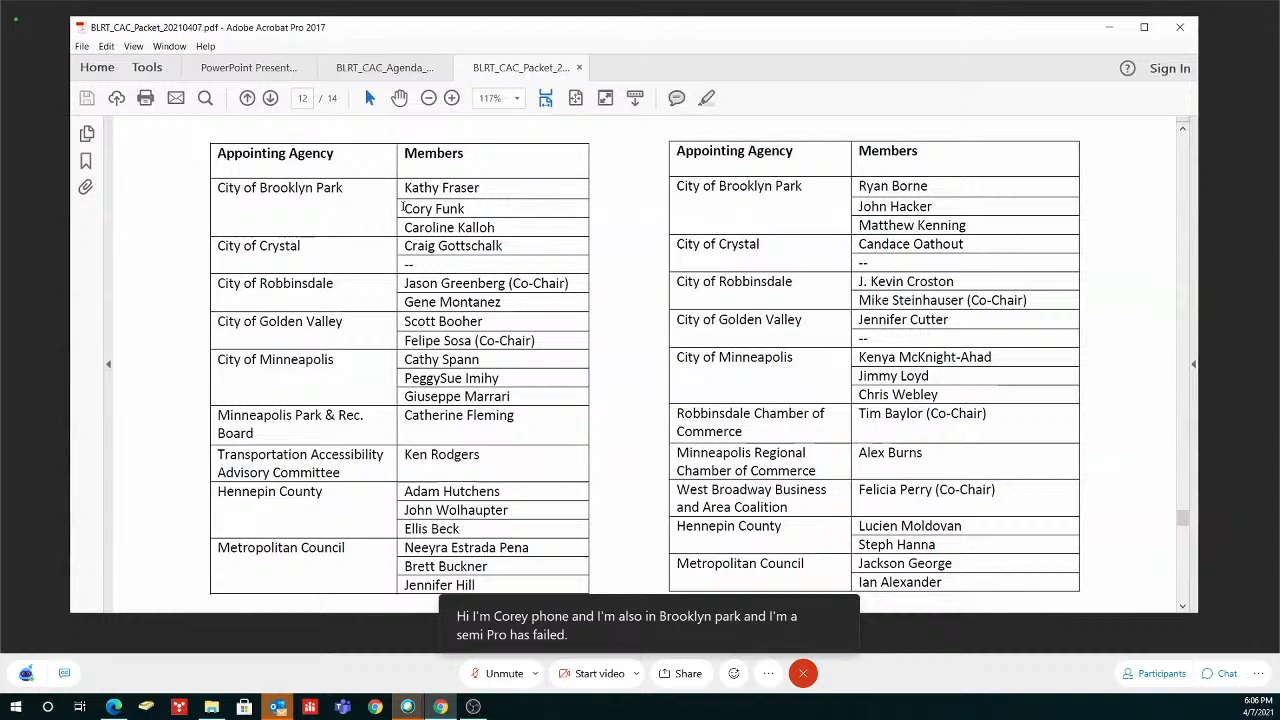 BLRT_CAC_Packet_20210407.pdf - Adobe Acrobat Pro 2017
File Edit View Window Help
Home Tools PowerPoint Present... BLRT_CAC_Agenda_... BLRT_CAC_Packet_2... × Sign In
12 / 14 117%
Appointing Agency Members
City of Brooklyn Park Kathy Fraser
Cory Funk
Caroline Kalloh
City of Crystal Craig Gottschalk
--
City of Robbinsdale Jason Greenberg (Co-Chair)
Gene Montanez
City of Golden Valley Scott Booher
Felipe Sosa (Co-Chair)
City of Minneapolis Cathy Spann
PeggySue Imihy
Giuseppe Marrari
Minneapolis Park & Rec. Catherine Fleming
Board
Transportation Accessibility Ken Rodgers
Advisory Committee
Hennepin County Adam Hutchens
John Wolhaupter
Ellis Beck
Metropolitan Council Neeyra Estrada Pena
Brett Buckner
Jennifer Hill
Appointing Agency Members
City of Brooklyn Park Ryan Borne
John Hacker
Matthew Kenning
City of Crystal Candace Oathout
--
City of Robbinsdale J. Kevin Croston
Mike Steinhauser (Co-Chair)
City of Golden Valley Jennifer Cutter
--
City of Minneapolis Kenya McKnight-Ahad
Jimmy Loyd
Chris Webley
Robbinsdale Chamber of Tim Baylor (Co-Chair)
Commerce
Minneapolis Regional Alex Burns
Chamber of Commerce
West Broadway Business Felicia Perry (Co-Chair)
and Area Coalition
Hennepin County Lucien Moldovan
Steph Hanna
Metropolitan Council Jackson George
Ian Alexander
Hi I'm Corey phone and I'm also in Brooklyn park and I'm a
semi Pro has failed.
Unmute Start video Share Participants Chat
6:06 PM
4/7/2021